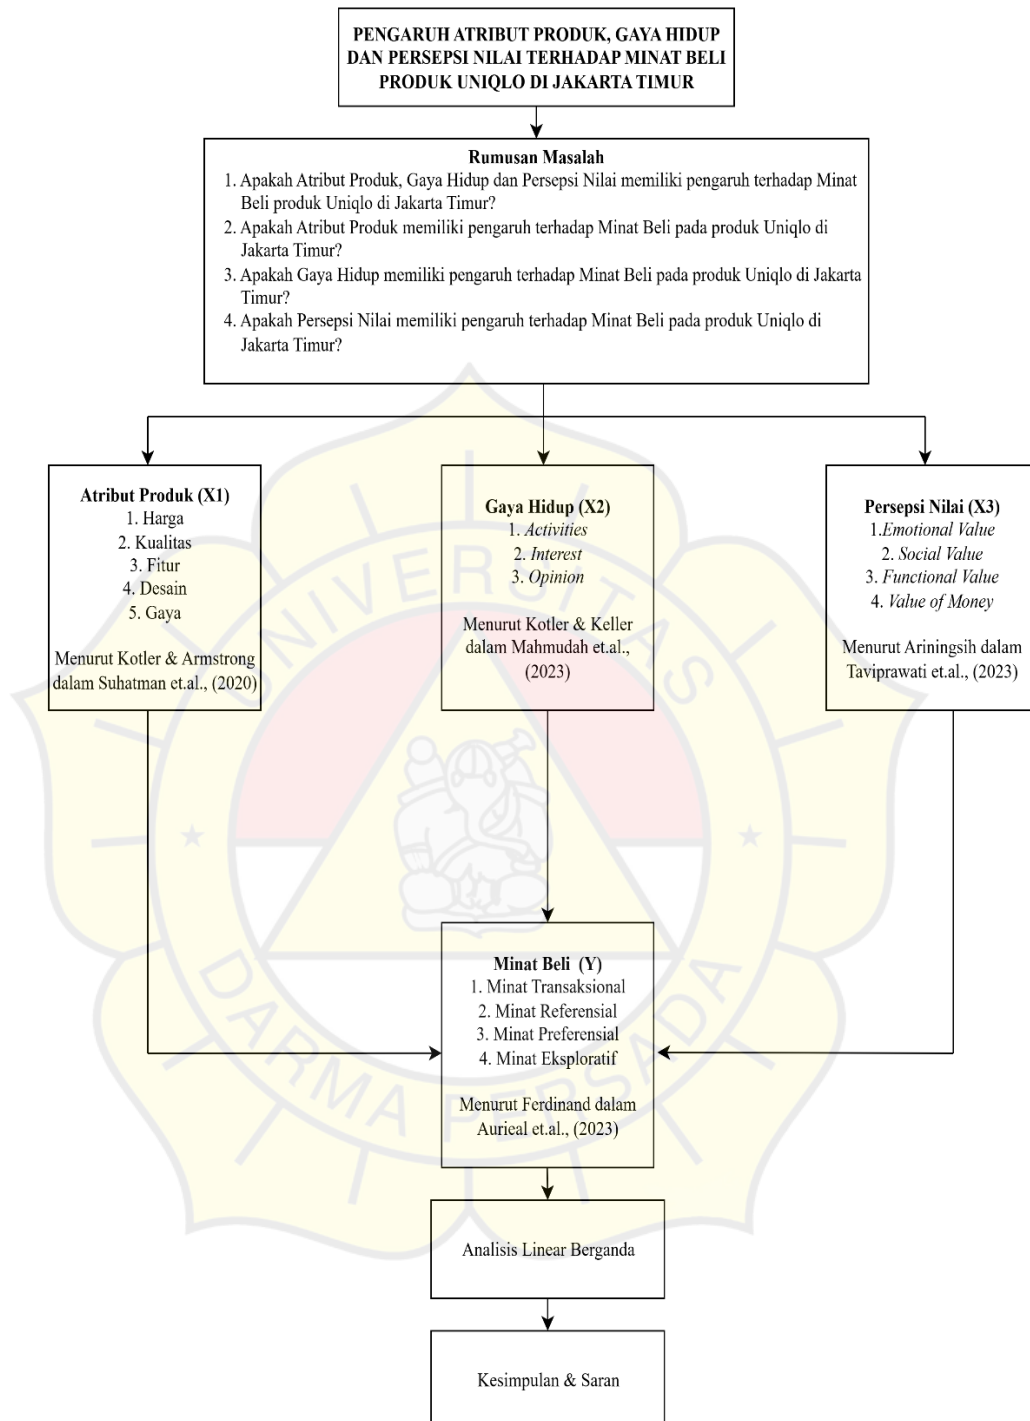 PENGARUH ATRIBUT PRODUK, GAYA HIDUP
DAN PERSEPSI NILAI TERHADAP MINAT BELI
PRODUK UNIQLO DI JAKARTA TIMUR
Rumusan Masalah
1. Apakah Atribut Produk, Gaya Hidup dan Persepsi Nilai memiliki pengaruh terhadap Minat
Beli produk Uniqlo di Jakarta Timur?
2. Apakah Atribut Produk memiliki pengaruh terhadap Minat Beli pada produk Uniqlo di
Jakarta Timur?
3. Apakah Gaya Hidup memiliki pengaruh terhadap Minat Beli pada produk Uniqlo di Jakarta
Timur?
4. Apakah Persepsi Nilai memiliki pengaruh terhadap Minat Beli pada produk Uniqlo di
Jakarta Timur?
Atribut Produk (X1)
1. Harga
2. Kualitas
3. Fitur
4. Desain
5. Gaya
Menurut Kotler & Armstrong
dalam Suhatman et.al., (2020)
Gaya Hidup (X2)
1. Activities
2. Interest
3. Opinion
Menurut Kotler & Keller
dalam Mahmudah et.al.,
(2023)
Persepsi Nilai (X3)
1.Emotional Value
2. Social Value
3. Functional Value
4. Value of Money
Menurut Ariningsih dalam
Taviprawati et.al., (2023)
Minat Beli (Y)
1. Minat Transaksional
2. Minat Referensial
3. Minat Preferensial
4. Minat Eksploratif
Menurut Ferdinand dalam
Aurieal et.al., (2023)
Analisis Linear Berganda
Kesimpulan & Saran
UNIVERSITAS
DARMA PERSADA